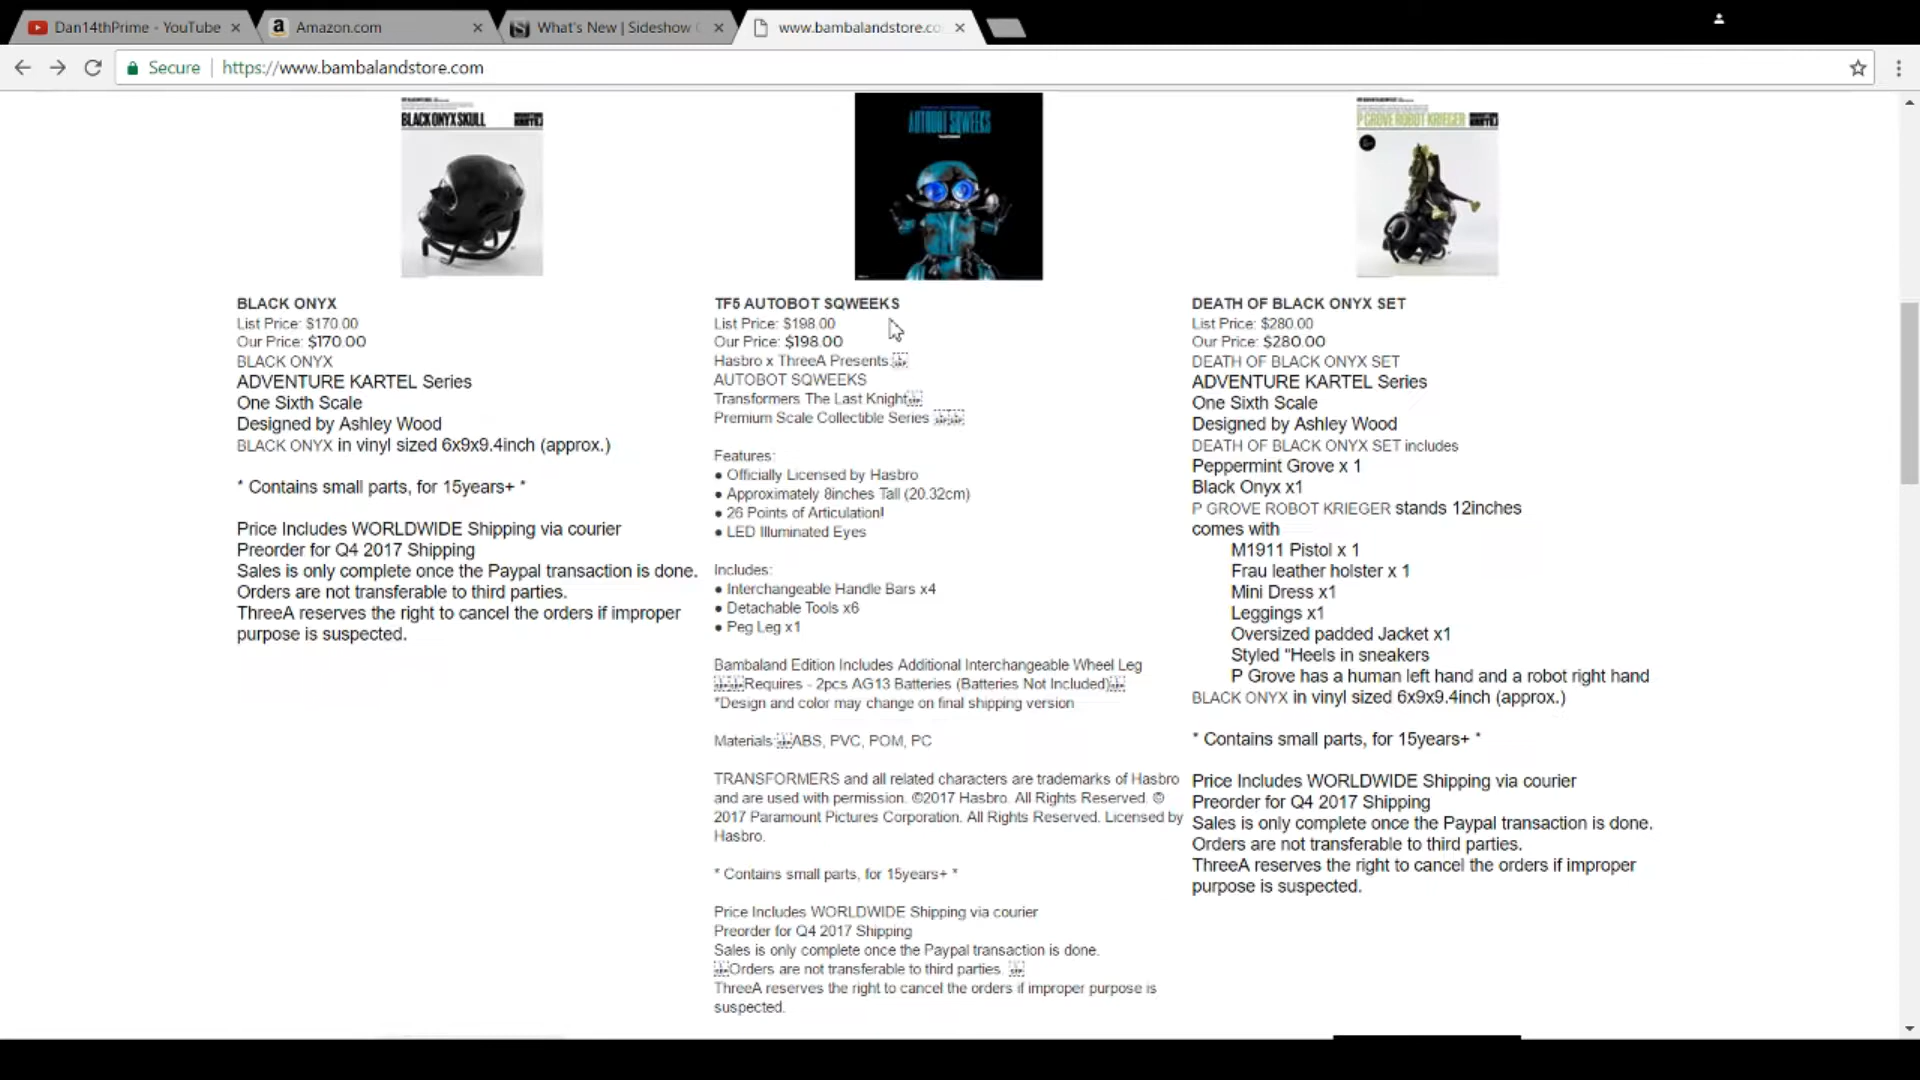 Dan14thPrime - YouTube
Amazon.com
What's New | Sideshow
www.bambalandstore.co
Secure
https://www.bambalandstore.com
BLACK ONYX SKULL
AUTOBOT SQWEEKS
P GROVE ROBOT KRIEGER
BLACK ONYX
List Price: $170.00
Our Price: $170.00
BLACK ONYX
ADVENTURE KARTEL Series
One Sixth Scale
Designed by Ashley Wood
BLACK ONYX in vinyl sized 6x9x9.4inch (approx.)
* Contains small parts, for 15years+ *
Price Includes WORLDWIDE Shipping via courier
Preorder for Q4 2017 Shipping
Sales is only complete once the Paypal transaction is done.
Orders are not transferable to third parties.
ThreeA reserves the right to cancel the orders if improper
purpose is suspected.
TF5 AUTOBOT SQWEEKS
List Price: $198.00
Our Price: $198.00
Hasbro x ThreeA Presents
AUTOBOT SQWEEKS
Transformers The Last Knight
Premium Scale Collectible Series
Features:
● Officially Licensed by Hasbro
● Approximately 8inches Tall (20.32cm)
● 26 Points of Articulation!
● LED Illuminated Eyes
Includes:
● Interchangeable Handle Bars x4
● Detachable Tools x6
● Peg Leg x1
Bambaland Edition Includes Additional Interchangeable Wheel Leg
Requires - 2pcs AG13 Batteries (Batteries Not Included)
*Design and color may change on final shipping version
Materials: ABS, PVC, POM, PC
TRANSFORMERS and all related characters are trademarks of Hasbro
and are used with permission. ©2017 Hasbro. All Rights Reserved. ©
2017 Paramount Pictures Corporation. All Rights Reserved. Licensed by
Hasbro.
* Contains small parts, for 15years+ *
Price Includes WORLDWIDE Shipping via courier
Preorder for Q4 2017 Shipping
Sales is only complete once the Paypal transaction is done.
Orders are not transferable to third parties.
ThreeA reserves the right to cancel the orders if improper purpose is
suspected.
DEATH OF BLACK ONYX SET
List Price: $280.00
Our Price: $280.00
DEATH OF BLACK ONYX SET
ADVENTURE KARTEL Series
One Sixth Scale
Designed by Ashley Wood
DEATH OF BLACK ONYX SET includes
Peppermint Grove x 1
Black Onyx x1
P GROVE ROBOT KRIEGER stands 12inches
comes with
M1911 Pistol x 1
Frau leather holster x 1
Mini Dress x1
Leggings x1
Oversized padded Jacket x1
Styled "Heels in sneakers
P Grove has a human left hand and a robot right hand
BLACK ONYX in vinyl sized 6x9x9.4inch (approx.)
* Contains small parts, for 15years+ *
Price Includes WORLDWIDE Shipping via courier
Preorder for Q4 2017 Shipping
Sales is only complete once the Paypal transaction is done.
Orders are not transferable to third parties.
ThreeA reserves the right to cancel the orders if improper
purpose is suspected.